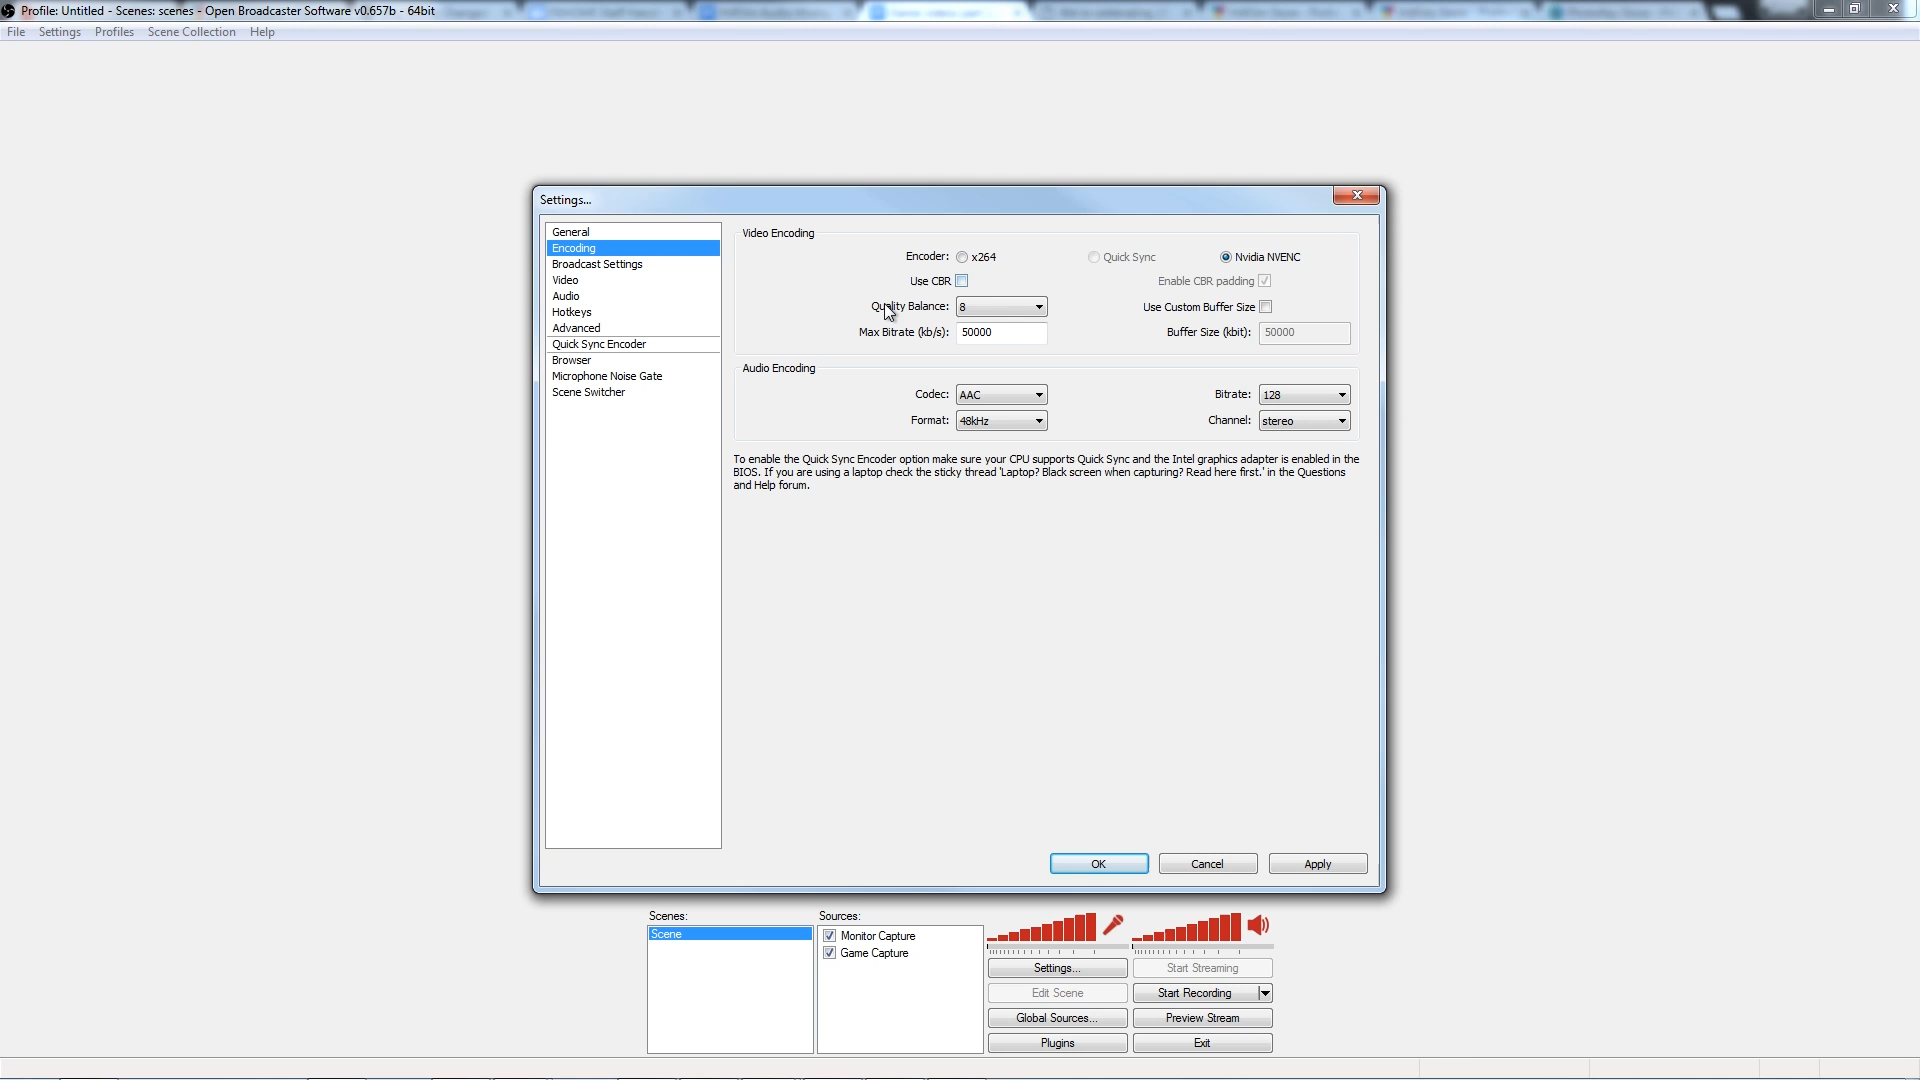 Profile: Untitled - Scenes: scenes - Open Broadcaster Software v0.657b - 64bit
File Settings Profiles Scene Collection Help
Settings...
General
Encoding
Broadcast Settings
Video
Audio
Hotkeys
Advanced
Quick Sync Encoder
Browser
Microphone Noise Gate
Scene Switcher
Video Encoding
Encoder: x264 Quick Sync Nvidia NVENC
Use CBR Enable CBR padding
Quality Balance: 8 Use Custom Buffer Size
Max Bitrate (kb/s): 50000 Buffer Size (kbit): 50000
Audio Encoding
Codec: AAC Bitrate: 128
Format: 48kHz Channel: stereo
To enable the Quick Sync Encoder option make sure your CPU supports Quick Sync and the Intel graphics adapter is enabled in the
BIOS. If you are using a laptop check the sticky thread 'Laptop? Black screen when capturing? Read here first.' in the Questions
and Help forum.
OK Cancel Apply
Scenes: Sources:
Scene
Monitor Capture
Game Capture
Settings... Start Streaming
Edit Scene Start Recording
Global Sources... Preview Stream
Plugins Exit